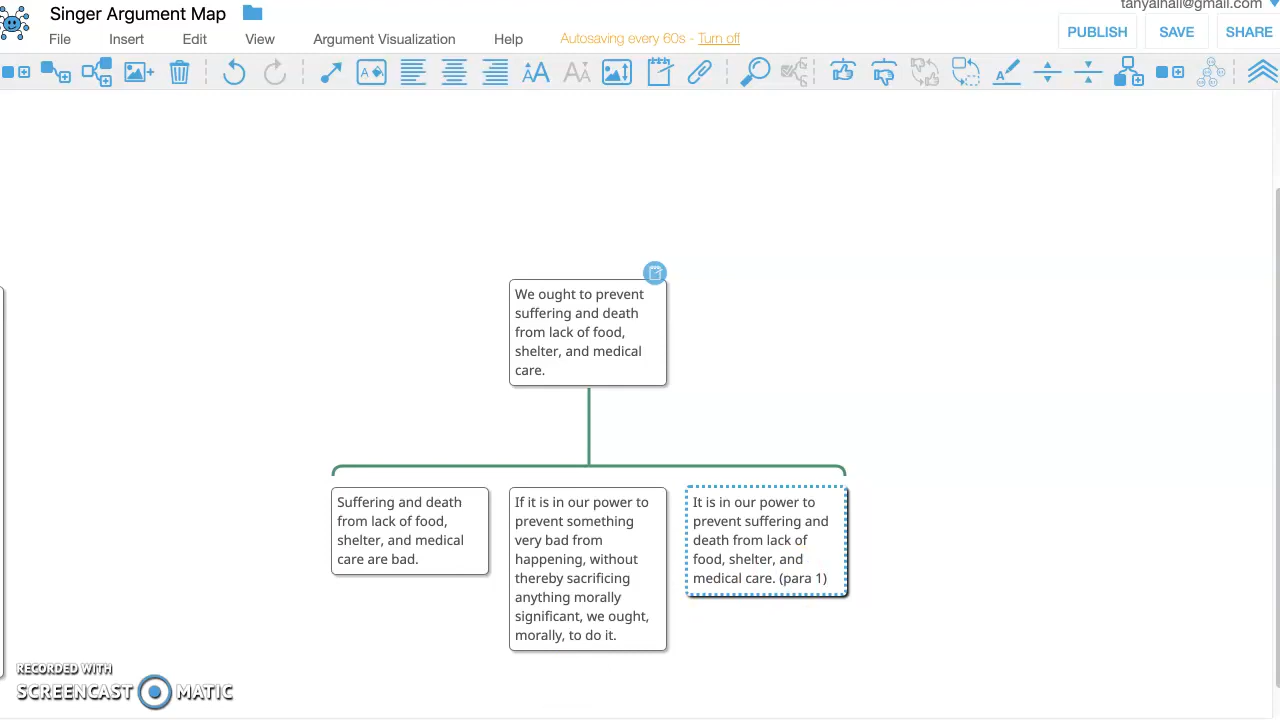 Singer Argument Map
tanyalhall@gmail.com
File Insert Edit View Argument Visualization Help Autosaving every 60s - Turn off
PUBLISH SAVE SHARE
We ought to prevent
suffering and death
from lack of food,
shelter, and medical
care.
Suffering and death
from lack of food,
shelter, and medical
care are bad.
If it is in our power to
prevent something
very bad from
happening, without
thereby sacrificing
anything morally
significant, we ought,
morally, to do it.
It is in our power to
prevent suffering and
death from lack of
food, shelter, and
medical care. (para 1)
RECORDED WITH
SCREENCAST MATIC